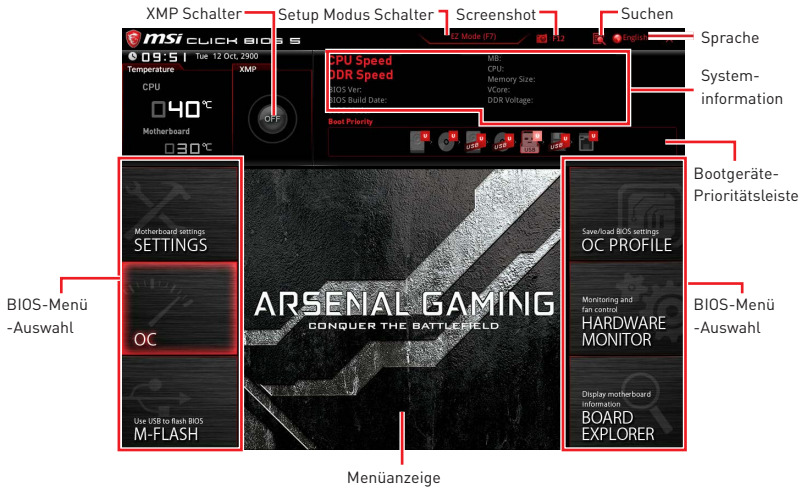 XMP Schalter
Setup Modus Schalter
Screenshot
Suchen
Sprache
System-
information
Bootgeräte-
Prioritätsleiste
BIOS-Menü
-Auswahl
BIOS-Menü
-Auswahl
Menüanzeige
msi CLICK BIOS 5
EZ Mode (F7)
F12
English
09:51 Tue 12 Oct, 2900
Temperature
CPU
40°C
Motherboard
30°C
XMP
OFF
CPU Speed
DDR Speed
BIOS Ver:
BIOS Build Date:
MB:
CPU:
Memory Size:
VCore:
DDR Voltage:
Boot Priority
U
U
USB U
USB U
USB U
USB U
U
Motherboard settings
SETTINGS
OC
Use USB to flash BIOS
M-FLASH
ARSENAL GAMING
CONQUER THE BATTLEFIELD
Save/load BIOS settings
OC PROFILE
Monitoring and
fan control
HARDWARE
MONITOR
Display motherboard
information
BOARD
EXPLORER